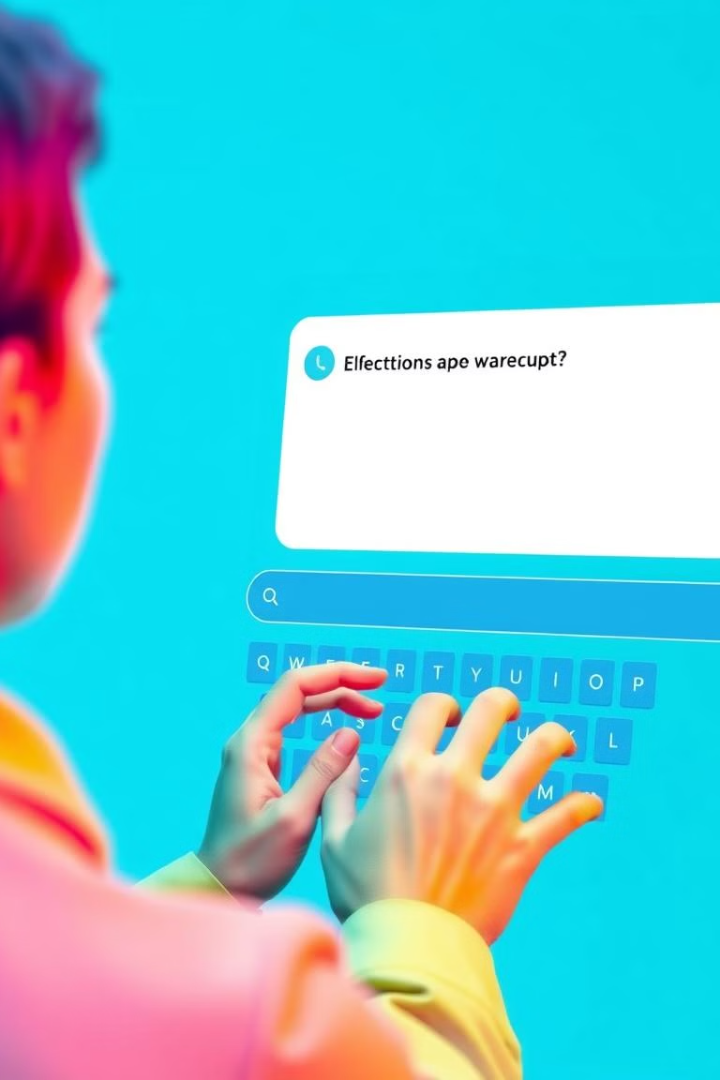 Elfecttions ape warecupt?
Q W E E R T Y U I O P
A S C U L
C M